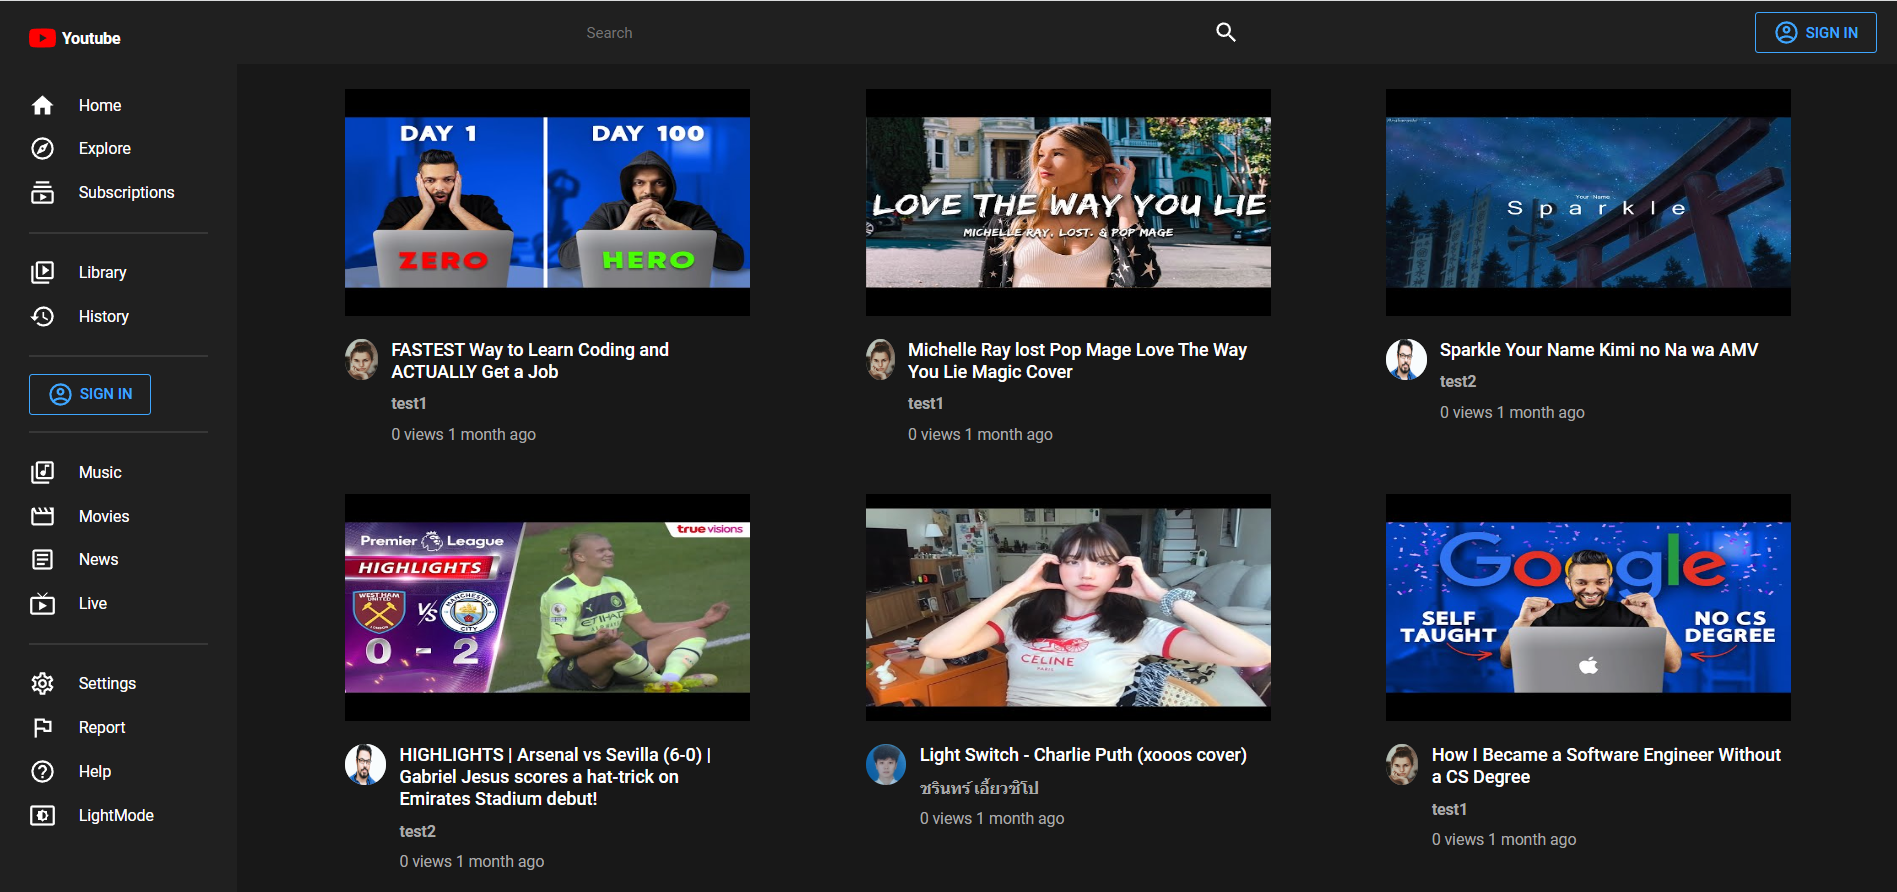 Youtube
Search
SIGN IN
Home
Explore
Subscriptions
Library
History
SIGN IN
Music
Movies
News
Live
Settings
Report
Help
LightMode
DAY 1
DAY 100
ZERO
HERO
FASTEST Way to Learn Coding and
ACTUALLY Get a Job
test1
0 views 1 month ago
LOVE THE WAY YOU LIE
MICHELLE RAY, LOST. & POP MAGE
Michelle Ray lost Pop Mage Love The Way
You Lie Magic Cover
test1
0 views 1 month ago
Your Name
Sparkle
Sparkle Your Name Kimi no Na wa AMV
test2
0 views 1 month ago
truevisions
Premier League
HIGHLIGHTS
WEST HAM
UNITED
LONDON
VS
MANCHESTER
CITY
0 - 2
ETIHAD
HIGHLIGHTS | Arsenal vs Sevilla (6-0) |
Gabriel Jesus scores a hat-trick on
Emirates Stadium debut!
test2
0 views 1 month ago
CELINE
PARIS
Light Switch - Charlie Puth (xooos cover)
ชรินทร์ เอี้ยวซิโป
0 views 1 month ago
Google
SELF
TAUGHT
NO CS
DEGREE
How I Became a Software Engineer Without
a CS Degree
test1
0 views 1 month ago